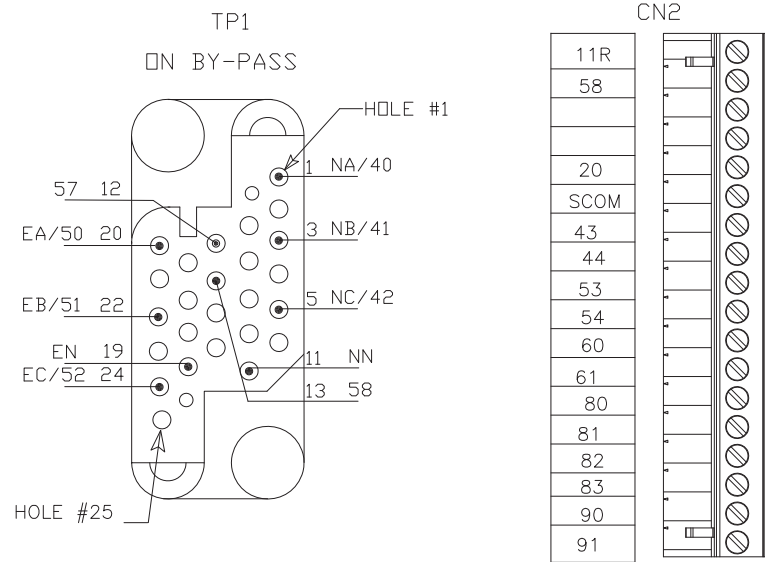 TP1
ON BY-PASS
HOLE #1
1 NA/40
57 12
EA/50 20
3 NB/41
EB/51 22
5 NC/42
EN 19
11 NN
EC/52 24
13 58
HOLE #25
CN2
11R
58
20
SCOM
43
44
53
54
60
61
80
81
82
83
90
91